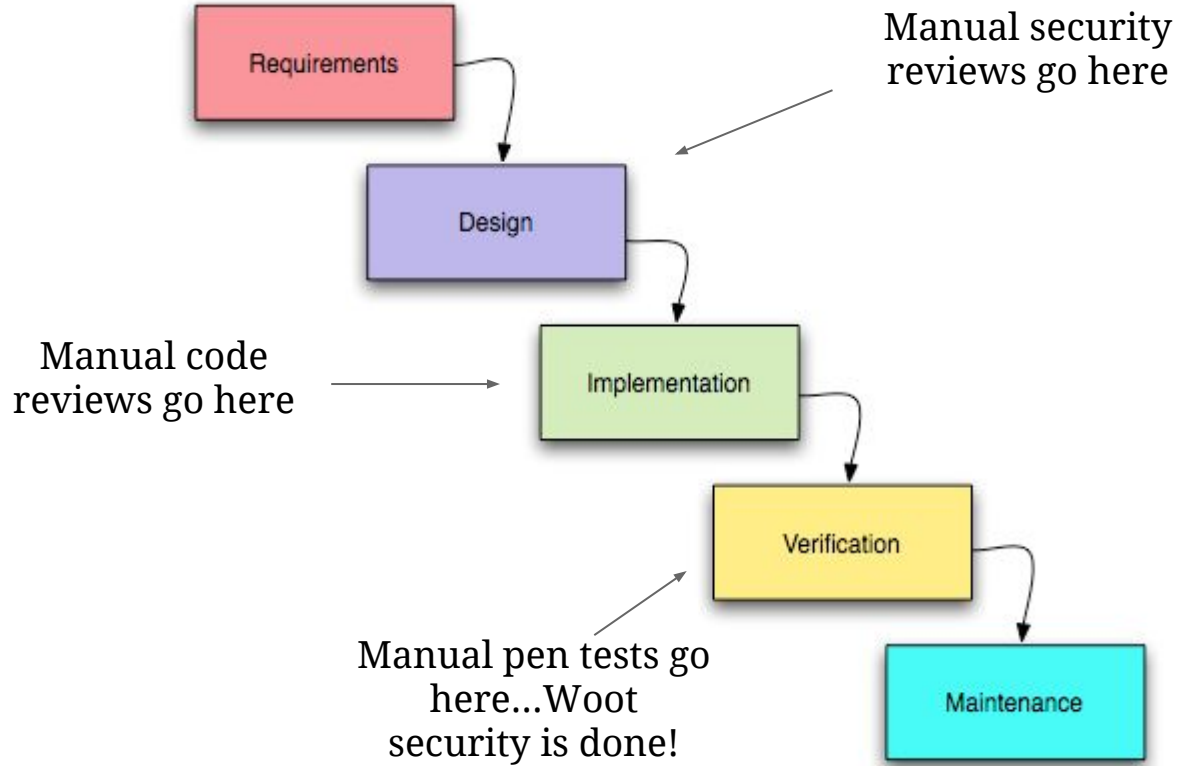 Requirements
Manual security
reviews go here
Design
Manual code
reviews go here
Implementation
Verification
Manual pen tests go
here...Woot
security is done!
Maintenance